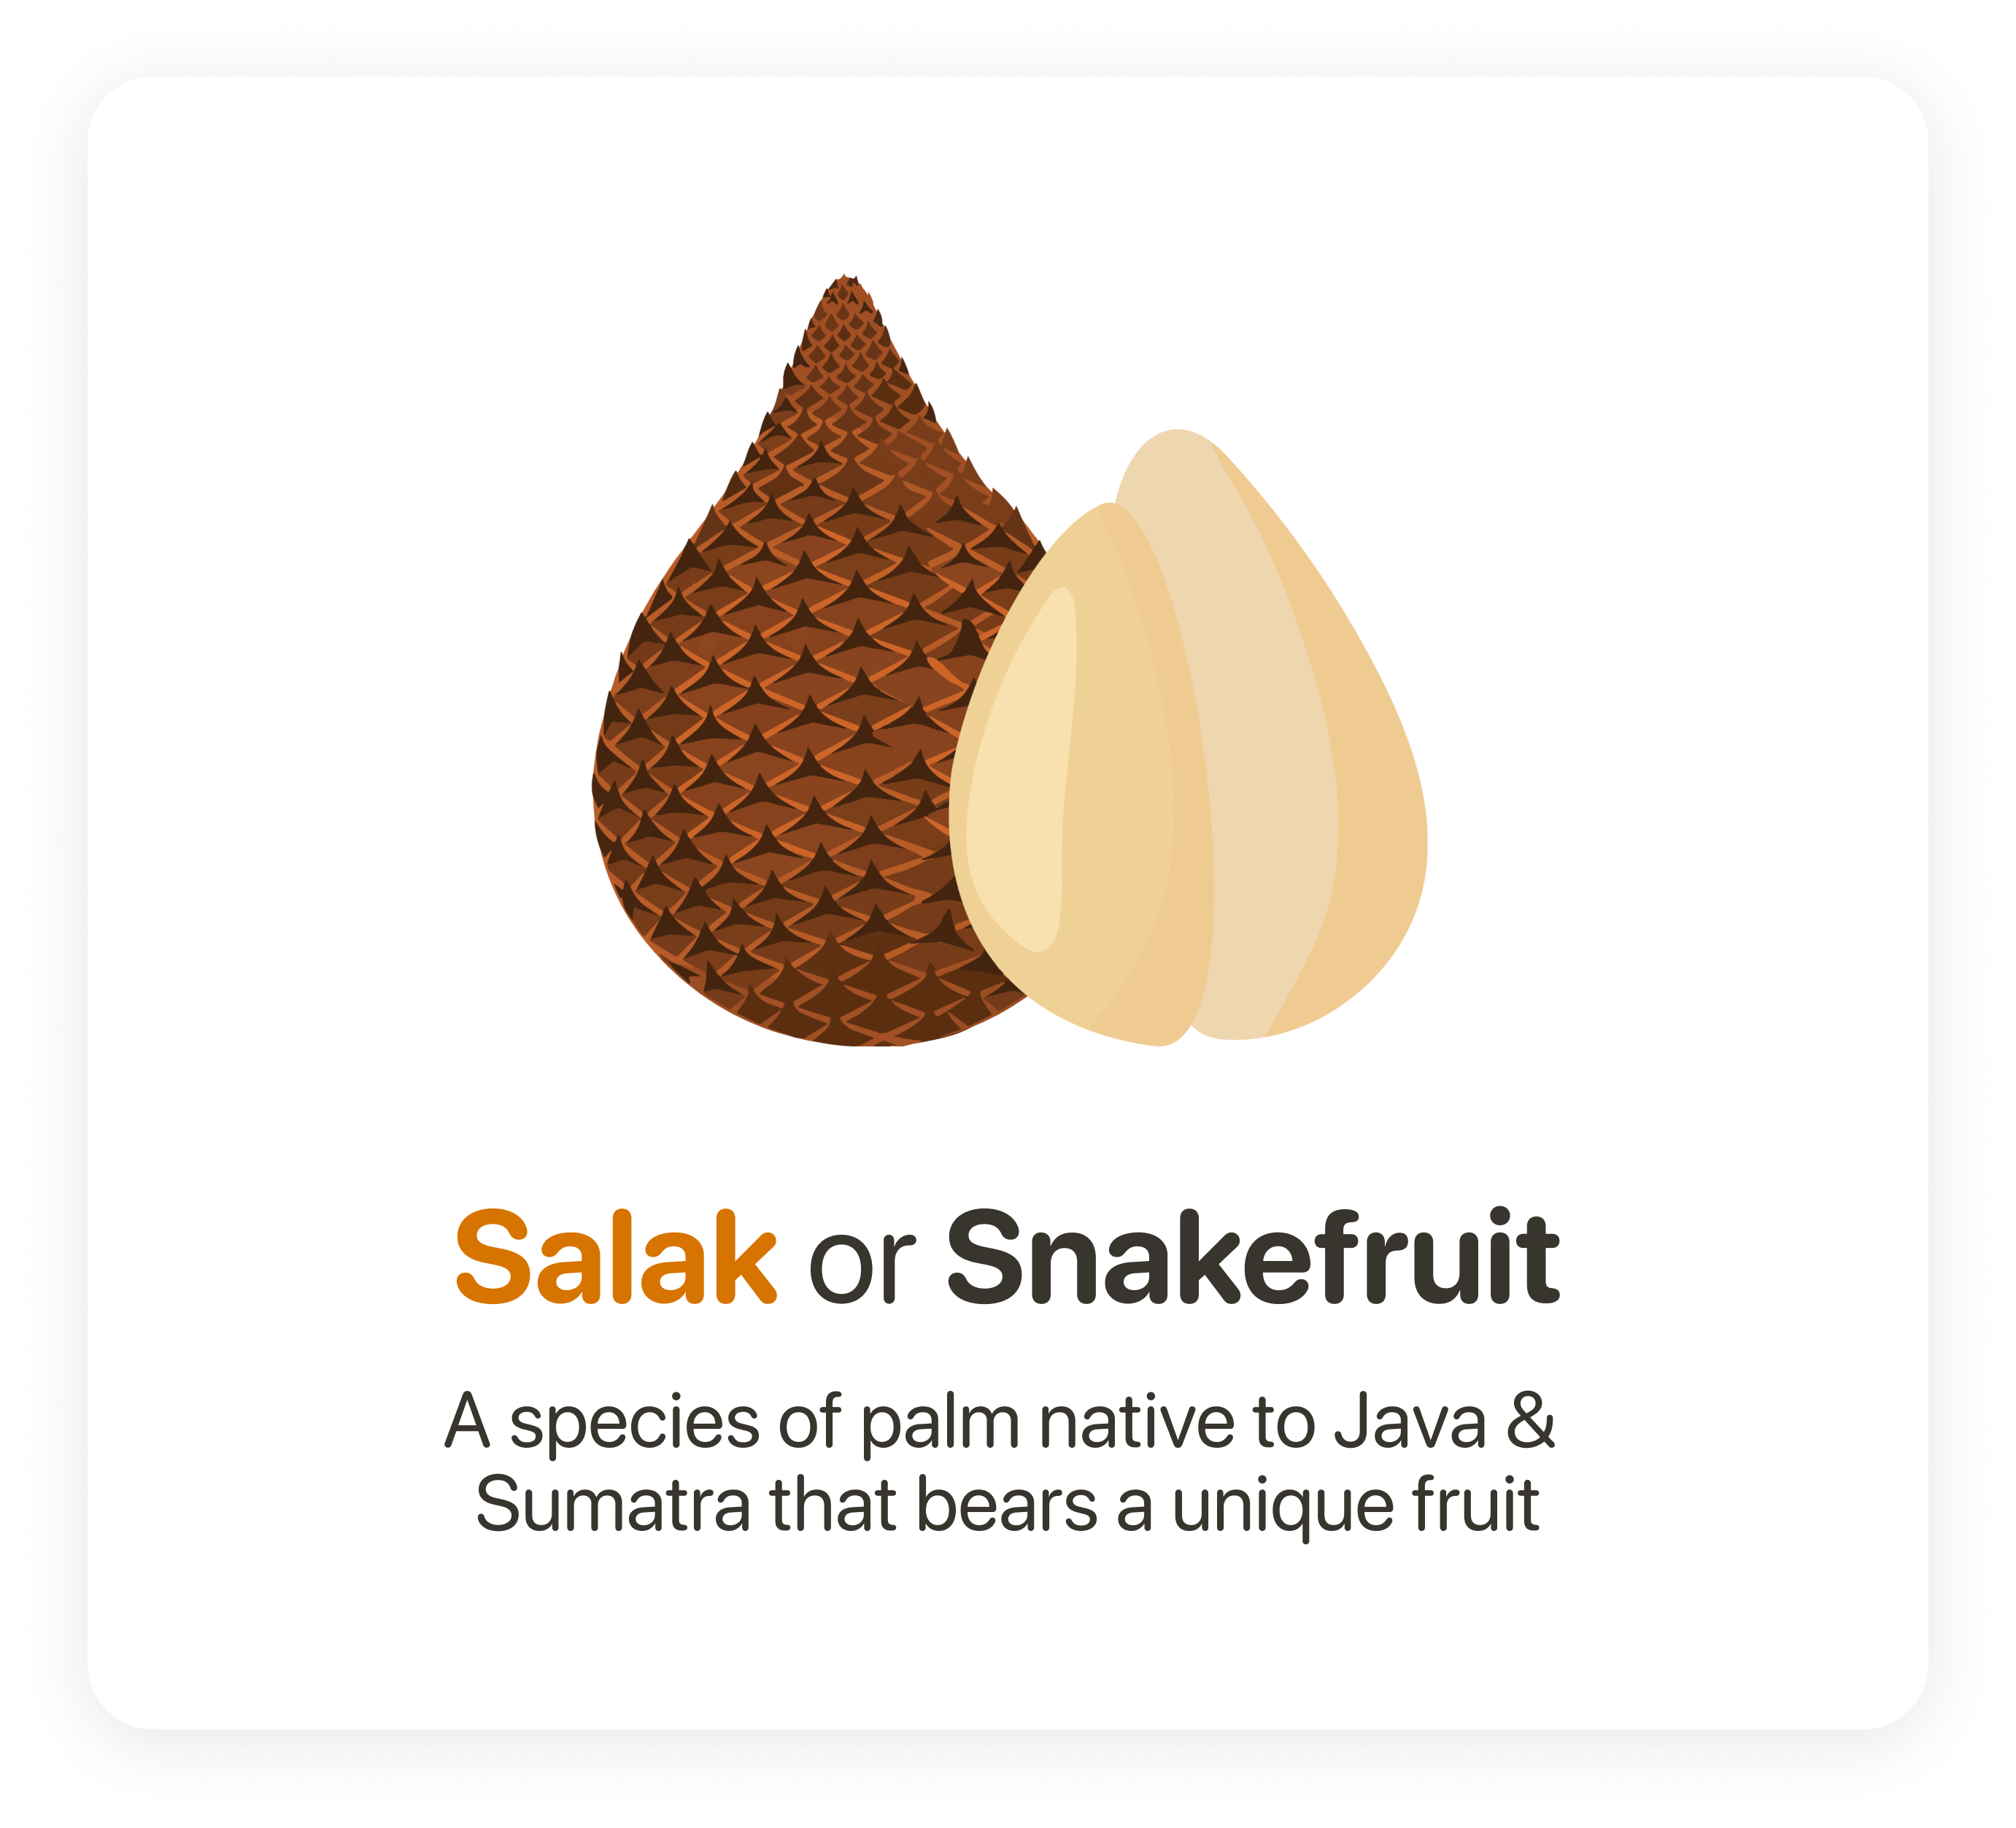 Salak or Snakefruit
A species of palm native to Java &
Sumatra that bears a unique fruit